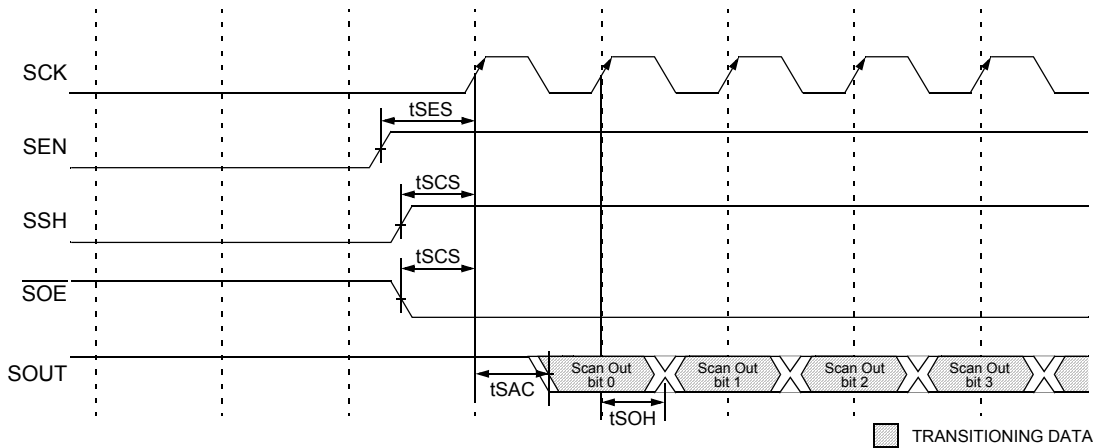 SCK
tSES
SEN
tSCS
SSH
tSCS
SOE
SOUT
Scan Out
bit 0
Scan Out
bit 1
Scan Out
bit 2
Scan Out
bit 3
tSAC
tSOH
TRANSITIONING DATA